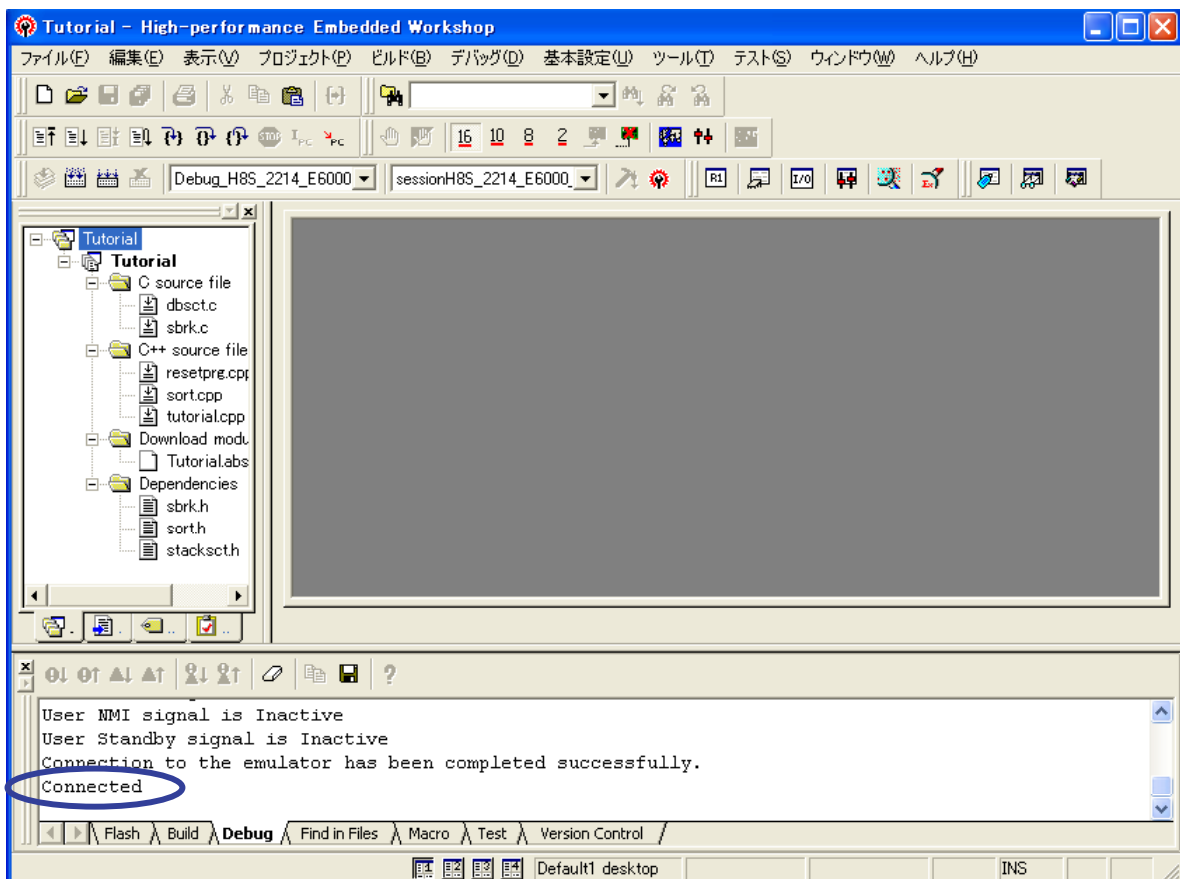 Tutorial - High-performance Embedded Workshop
ファイル(F) 編集(E) 表示(V) プロジェクト(P) ビルド(B) デバッグ(D) 基本設定(U) ツール(T) テスト(S) ウィンドウ(W) ヘルプ(H)
16 10 8 2
Debug_H8S_2214_E6000 sessionH8S_2214_E6000_
Tutorial
Tutorial
C source file
dbsct.c
sbrk.c
C++ source file
resetprg.cpp
sort.cpp
tutorial.cpp
Download modu
Tutorial.abs
Dependencies
sbrk.h
sort.h
stacksct.h
User NMI signal is Inactive
User Standby signal is Inactive
Connection to the emulator has been completed successfully.
Connected
Flash Build Debug Find in Files Macro Test Version Control
1 2 3 4 Default1 desktop INS